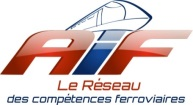 AIF
Le Réseau
des compétences ferroviaires